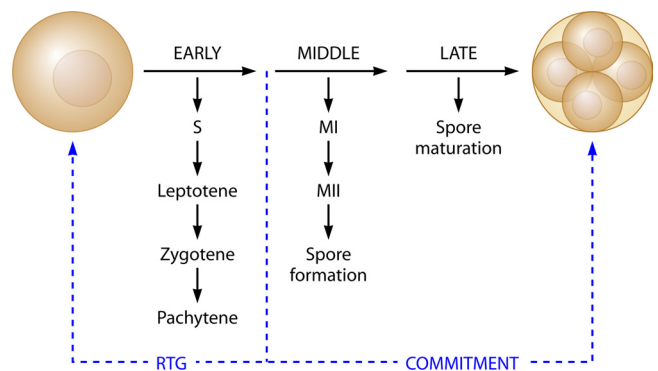 EARLY
MIDDLE
LATE
S
Leptotene
Zygotene
Pachytene
MI
MII
Spore
formation
Spore
maturation
RTG
COMMITMENT